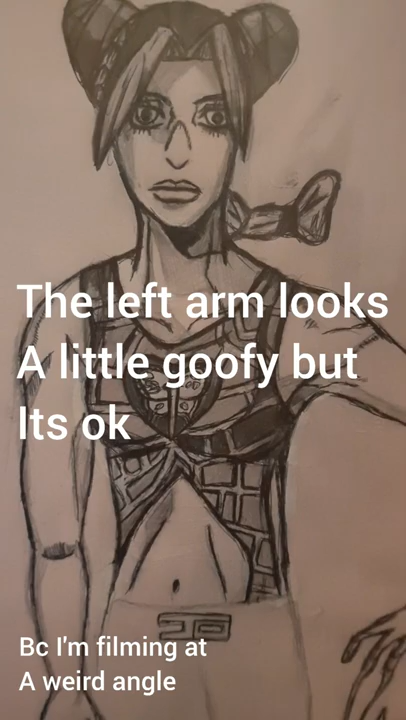 The left arm looks
A little goofy but
Its ok
Bc I'm filming at
A weird angle